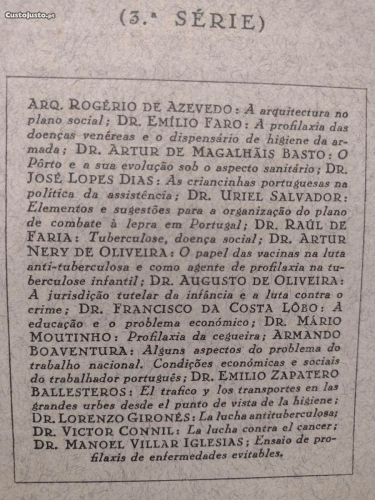 CustoJusto.pt
(3.ª SÉRIE)
ARQ. ROGÉRIO DE AZEVEDO: A arquitectura no
plano social; DR. EMÍLIO FARO: A profilaxia das
doenças venéreas e o dispensário de higiene da ar-
mada; DR. ARTUR DE MAGALHÃIS BASTO: O
Pôrto e a sua evolução sob o aspecto sanitário; DR.
JOSÉ LOPES DIAS: As criancinhas portuguesas na
política da assistência; DR. URIEL SALVADOR:
Elementos e sugestões para a organização do plano
de combate à lepra em Portugal; DR. RAÚL DE
FARIA: Tuberculose, doença social; DR. ARTUR
NERY DE OLIVEIRA: O papel das vacinas na luta
anti-tuberculosa e como agente de profilaxia na tu-
berculose infantil; DR. AUGUSTO DE OLIVEIRA:
A jurisdição tutelar da infância e a luta contra o
crime; DR. FRANCISCO DA COSTA LÔBO: A
educação e o problema económico; DR. MÁRIO
MOUTINHO: Profilaxia da cegueira; ARMANDO
BOAVENTURA: Alguns aspectos do problema do
trabalho nacional. Condições económicas e sociais
do trabalhador português; DR. EMILIO ZAPATERO
BALLESTEROS: El trafico y los transportes en las
grandes urbes desde el punto de vista de la higiene;
DR. LORENZO GIRONÉS: La lucha antituberculosa;
DR. VICTOR CONNIL: La lucha contra el cancer;
DR. MANOEL VILLAR IGLESIAS; Ensaio de pro-
filaxis de enfermedades evitables.